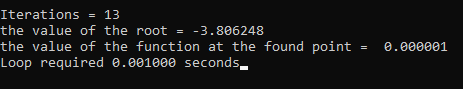 Iterations = 13
the value of the root = -3.806248
the value of the function at the found point =  0.000001
Loop required 0.001000 seconds